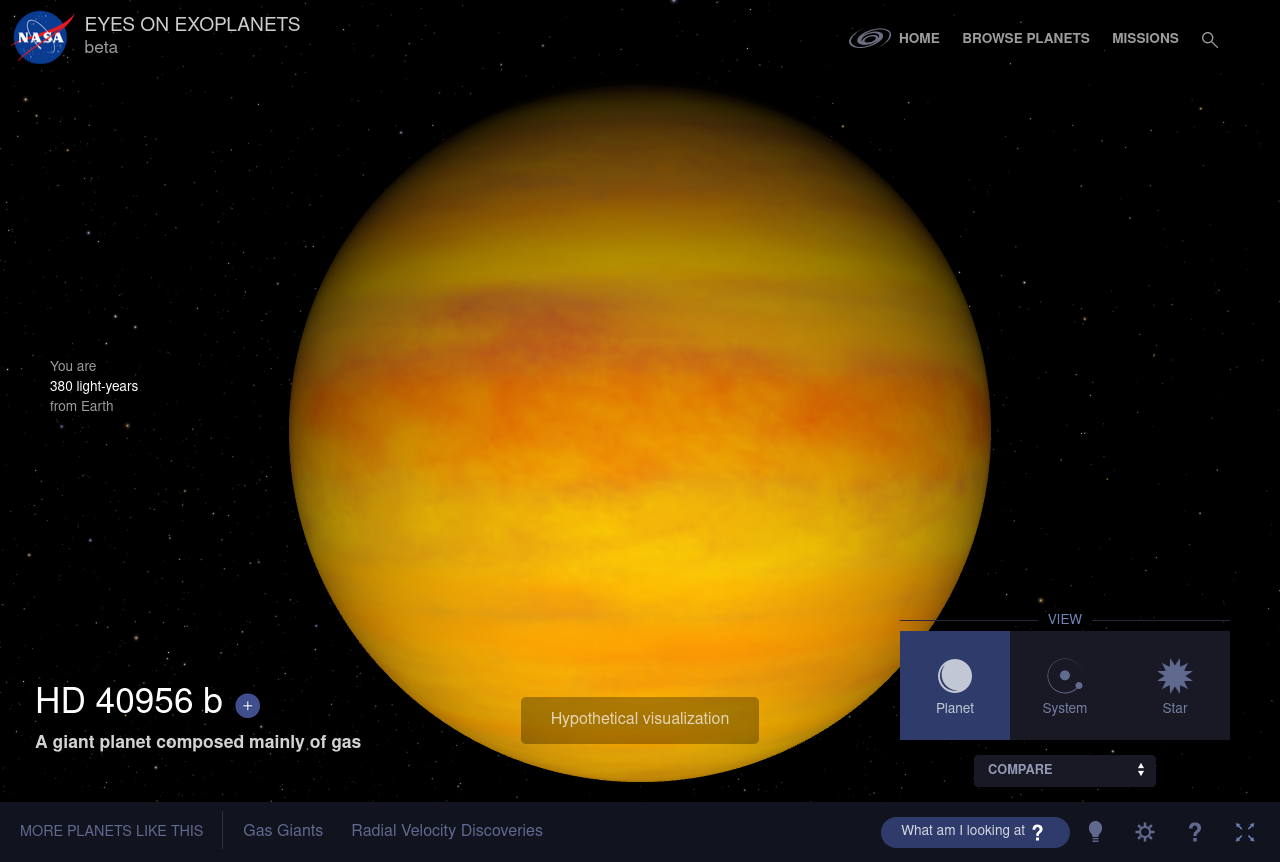 NASA
EYES ON EXOPLANETS
beta
HOME
BROWSE PLANETS
MISSIONS
You are
380 light-years
from Earth
HD 40956 b +
A giant planet composed mainly of gas
Hypothetical visualization
VIEW
Planet
System
Star
COMPARE
MORE PLANETS LIKE THIS
Gas Giants
Radial Velocity Discoveries
What am I looking at ?
?